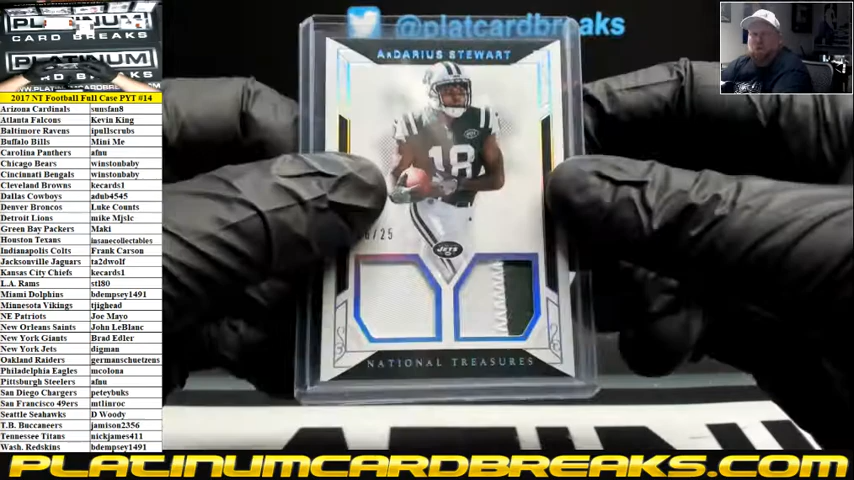 PLATINUM
CARD BREAKS
PLATINUM
CARD BREAKS
WWW.PLATINUMCARDBREAKS.COM
@platcardbreaks
2017 NT Football Full Case PYT #14
Arizona Cardinals sunsfan8
Atlanta Falcons Kevin King
Baltimore Ravens ipullscrubs
Buffalo Bills Mini Me
Carolina Panthers afnu
Chicago Bears winstonbaby
Cincinnati Bengals winstonbaby
Cleveland Browns kecards1
Dallas Cowboys adub4545
Denver Broncos Luke Counts
Detroit Lions mike Mjslc
Green Bay Packers Maki
Houston Texans insanecollectables
Indianapolis Colts Frank Carson
Jacksonville Jaguars ta2dwolf
Kansas City Chiefs kecards1
L.A. Rams stl80
Miami Dolphins bdempsey1491
Minnesota Vikings tjighead
NE Patriots Joe Mayo
New Orleans Saints John LeBlanc
New York Giants Brad Edler
New York Jets digman
Oakland Raiders germanschuetzens
Philadelphia Eagles mcolona
Pittsburgh Steelers afnu
San Diego Chargers peteybuks
San Francisco 49ers mtlinroc
Seattle Seahawks D Woody
T.B. Buccaneers jamison2356
Tennessee Titans nickjames411
Wash. Redskins bdempsey1491
ArDARIUS STEWART
18
/25
JETS
NATIONAL TREASURES
PLATINUMCARDBREAKS.COM